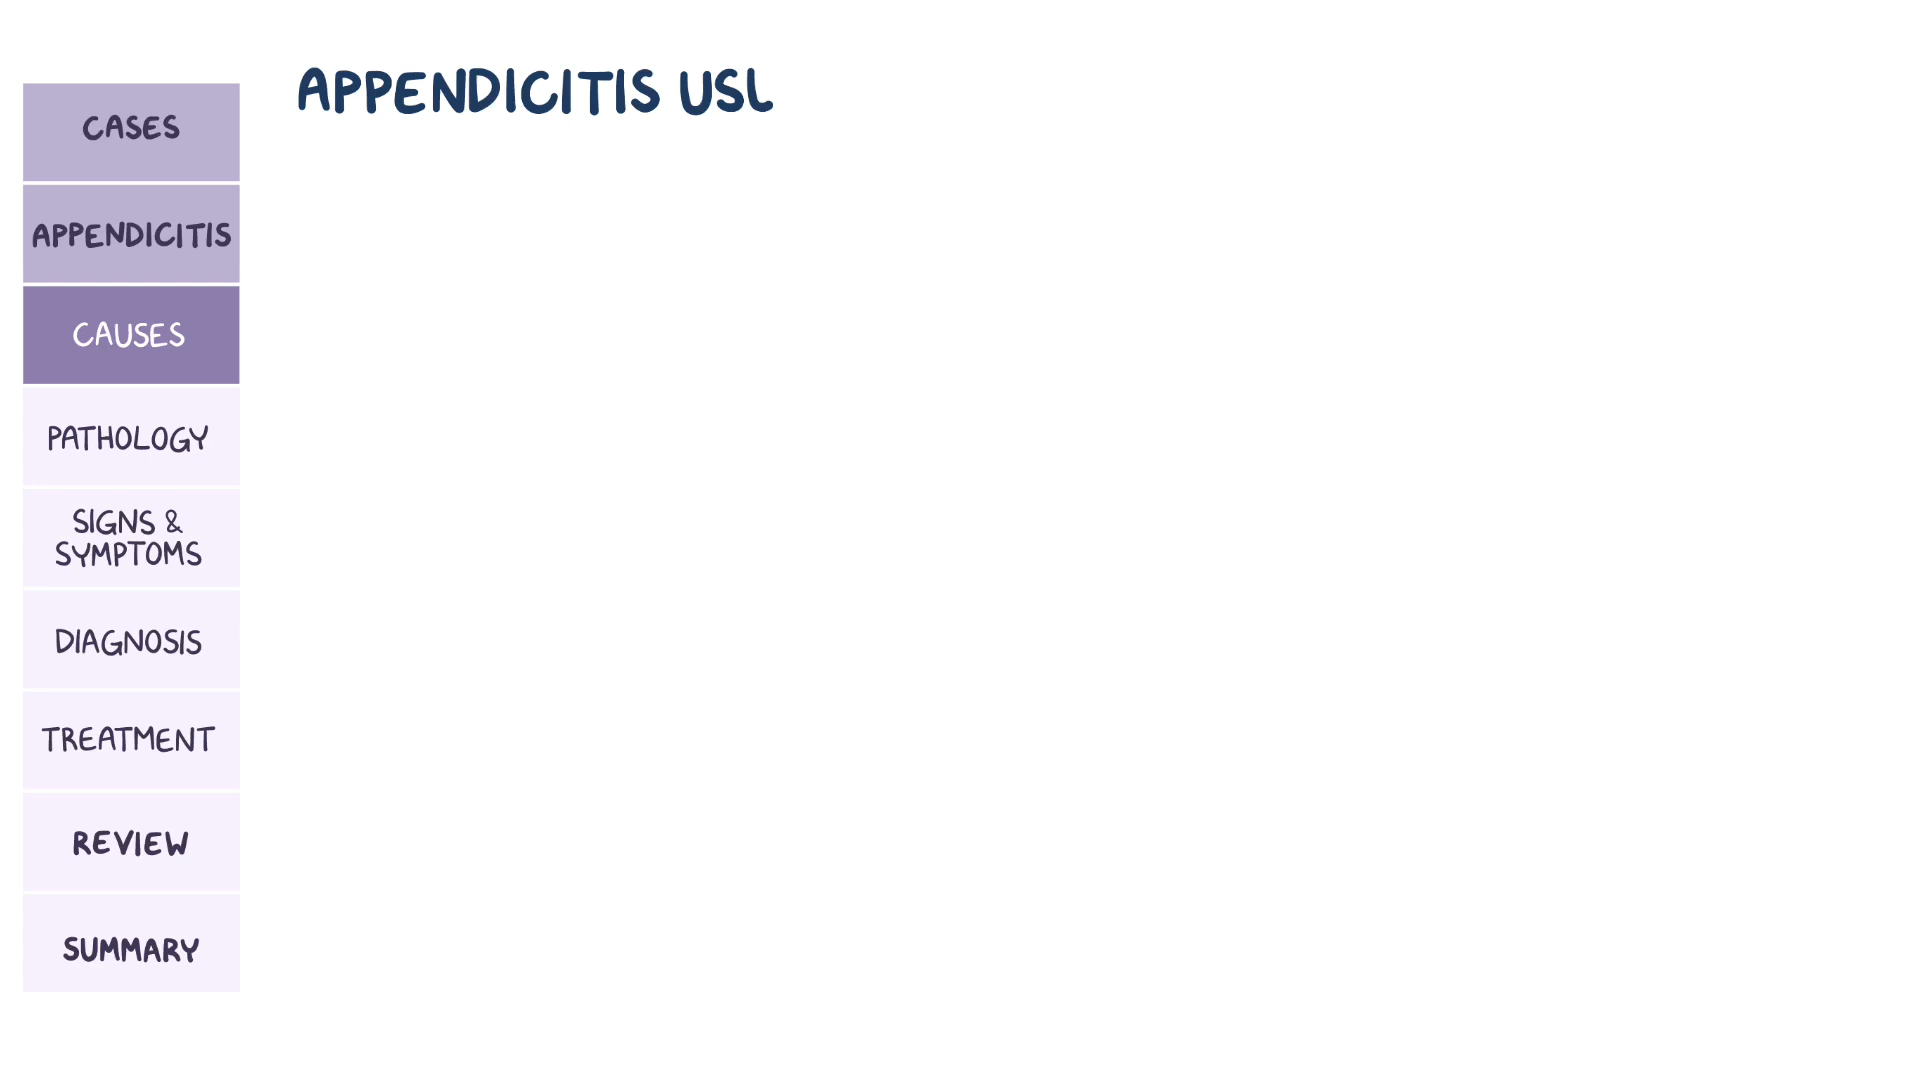 APPENDICITIS USL
CASES
APPENDICITIS
CAUSES
PATHOLOGY
SIGNS &
SYMPTOMS
DIAGNOSIS
TREATMENT
REVIEW
SUMMARY